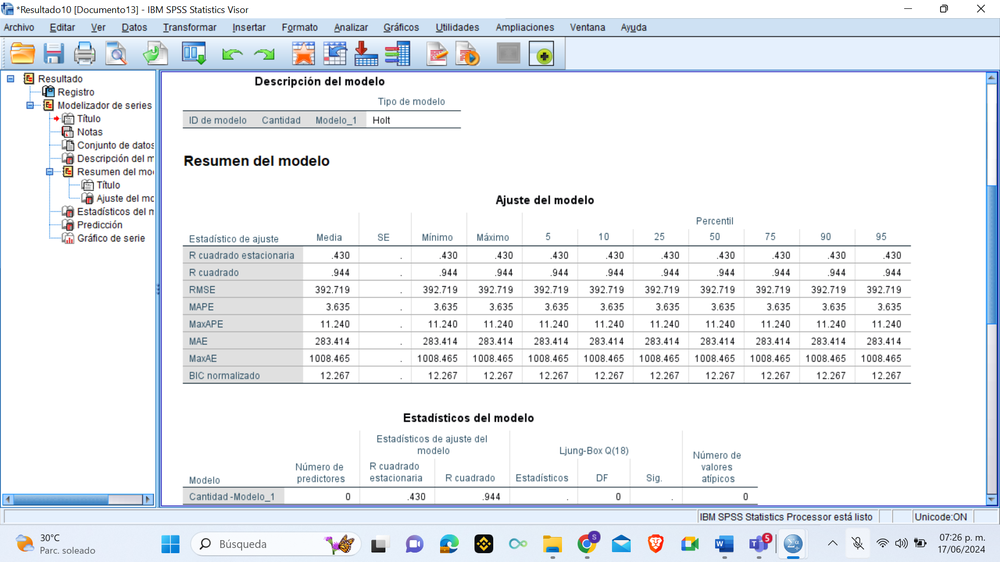 *Resultado10 [Documento13] - IBM SPSS Statistics Visor
Archivo Editar Ver Datos Transformar Insertar Formato Analizar Gráficos Utilidades Ampliaciones Ventana Ayuda
Resultado
Registro
Modelizador de series
Título
Notas
Conjunto de datos
Descripción del m
Resumen del mo
Título
Ajuste del mo
Estadísticos del m
Predicción
Gráfico de serie
Descripción del modelo
Tipo de modelo
ID de modelo Cantidad Modelo_1 Holt
Resumen del modelo
Ajuste del modelo
Percentil
Estadístico de ajuste Media SE Mínimo Máximo 5 10 25 50 75 90 95
R cuadrado estacionaria .430 . .430 .430 .430 .430 .430 .430 .430 .430 .430
R cuadrado .944 . .944 .944 .944 .944 .944 .944 .944 .944 .944
RMSE 392.719 . 392.719 392.719 392.719 392.719 392.719 392.719 392.719 392.719 392.719
MAPE 3.635 . 3.635 3.635 3.635 3.635 3.635 3.635 3.635 3.635 3.635
MaxAPE 11.240 . 11.240 11.240 11.240 11.240 11.240 11.240 11.240 11.240 11.240
MAE 283.414 . 283.414 283.414 283.414 283.414 283.414 283.414 283.414 283.414 283.414
MaxAE 1008.465 . 1008.465 1008.465 1008.465 1008.465 1008.465 1008.465 1008.465 1008.465 1008.465
BIC normalizado 12.267 . 12.267 12.267 12.267 12.267 12.267 12.267 12.267 12.267 12.267
Estadísticos del modelo
Estadísticos de ajuste del
modelo
Ljung-Box Q(18)
Número de
valores
atípicos
Número de
predictores
R cuadrado
estacionaria
Modelo R cuadrado Estadísticos DF Sig.
Cantidad -Modelo_1 0 .430 .944 . 0 . 0
IBM SPSS Statistics Processor está listo Unicode:ON
30°C
Parc. soleado
Búsqueda
S
5
07:26 p. m.
17/06/2024